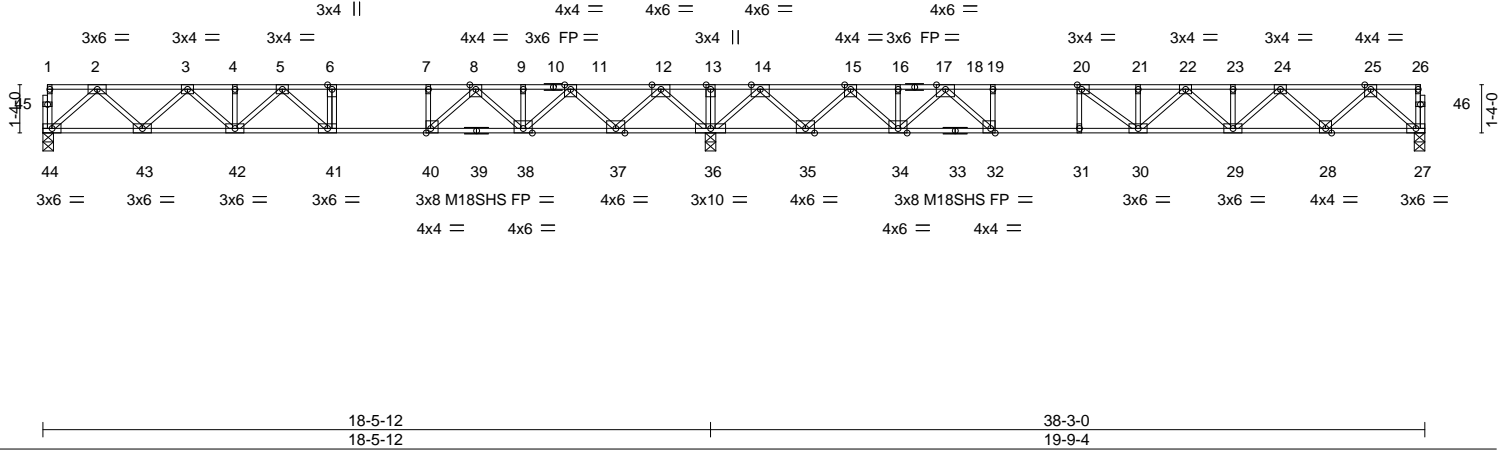 3x4 || 4x4 = 4x6 = 4x6 = 4x6 =
3x6 = 3x4 = 3x4 = 4x4 = 3x6 FP = 3x4 || 4x4 = 3x6 FP = 3x4 = 3x4 = 3x4 = 4x4 =
1 2 3 4 5 6 7 8 9 10 11 12 13 14 15 16 17 18 19 20 21 22 23 24 25 26
1-4-0 45 46 1-4-0
44 43 42 41 40 39 38 37 36 35 34 33 32 31 30 29 28 27
3x6 = 3x6 = 3x6 = 3x6 = 3x8 M18SHS FP = 4x6 = 3x10 = 4x6 = 3x8 M18SHS FP = 3x6 = 3x6 = 4x4 = 3x6 =
4x4 = 4x6 = 4x6 = 4x4 =
18-5-12 38-3-0
18-5-12 19-9-4